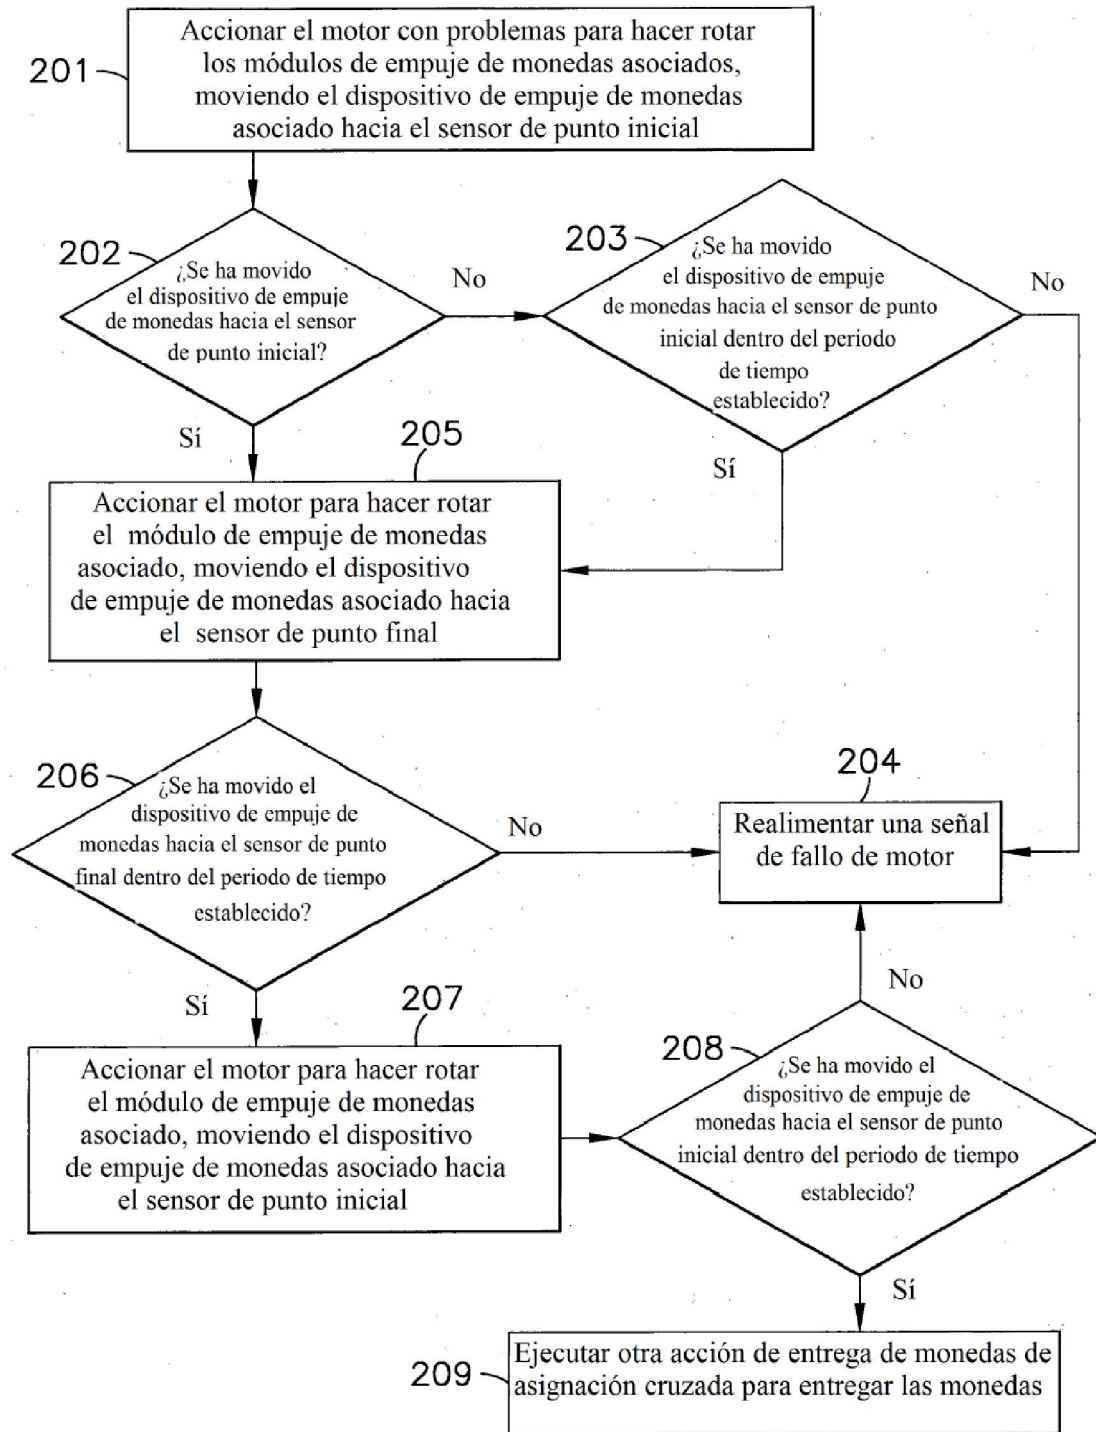 Accionar el motor con problemas para hacer rotar
los módulos de empuje de monedas asociados,
moviendo el dispositivo de empuje de monedas
asociado hacia el sensor de punto inicial
201
202
¿Se ha movido
el dispositivo de empuje
de monedas hacia el sensor
de punto inicial?
No
Sí
203
¿Se ha movido
el dispositivo de empuje
de monedas hacia el sensor de punto
inicial dentro del periodo
de tiempo
establecido?
No
Sí
205
Accionar el motor para hacer rotar
el módulo de empuje de monedas
asociado, moviendo el dispositivo
de empuje de monedas asociado hacia
el sensor de punto final
206
¿Se ha movido el
dispositivo de empuje de
monedas hacia el sensor de punto
final dentro del periodo de tiempo
establecido?
No
Sí
204
Realimentar una señal
de fallo de motor
207
Accionar el motor para hacer rotar
el módulo de empuje de monedas
asociado, moviendo el dispositivo
de empuje de monedas asociado hacia
el sensor de punto inicial
208
¿Se ha movido el
dispositivo de empuje de
monedas hacia el sensor de punto
inicial dentro del periodo de tiempo
establecido?
No
Sí
209
Ejecutar otra acción de entrega de monedas de
asignación cruzada para entregar las monedas